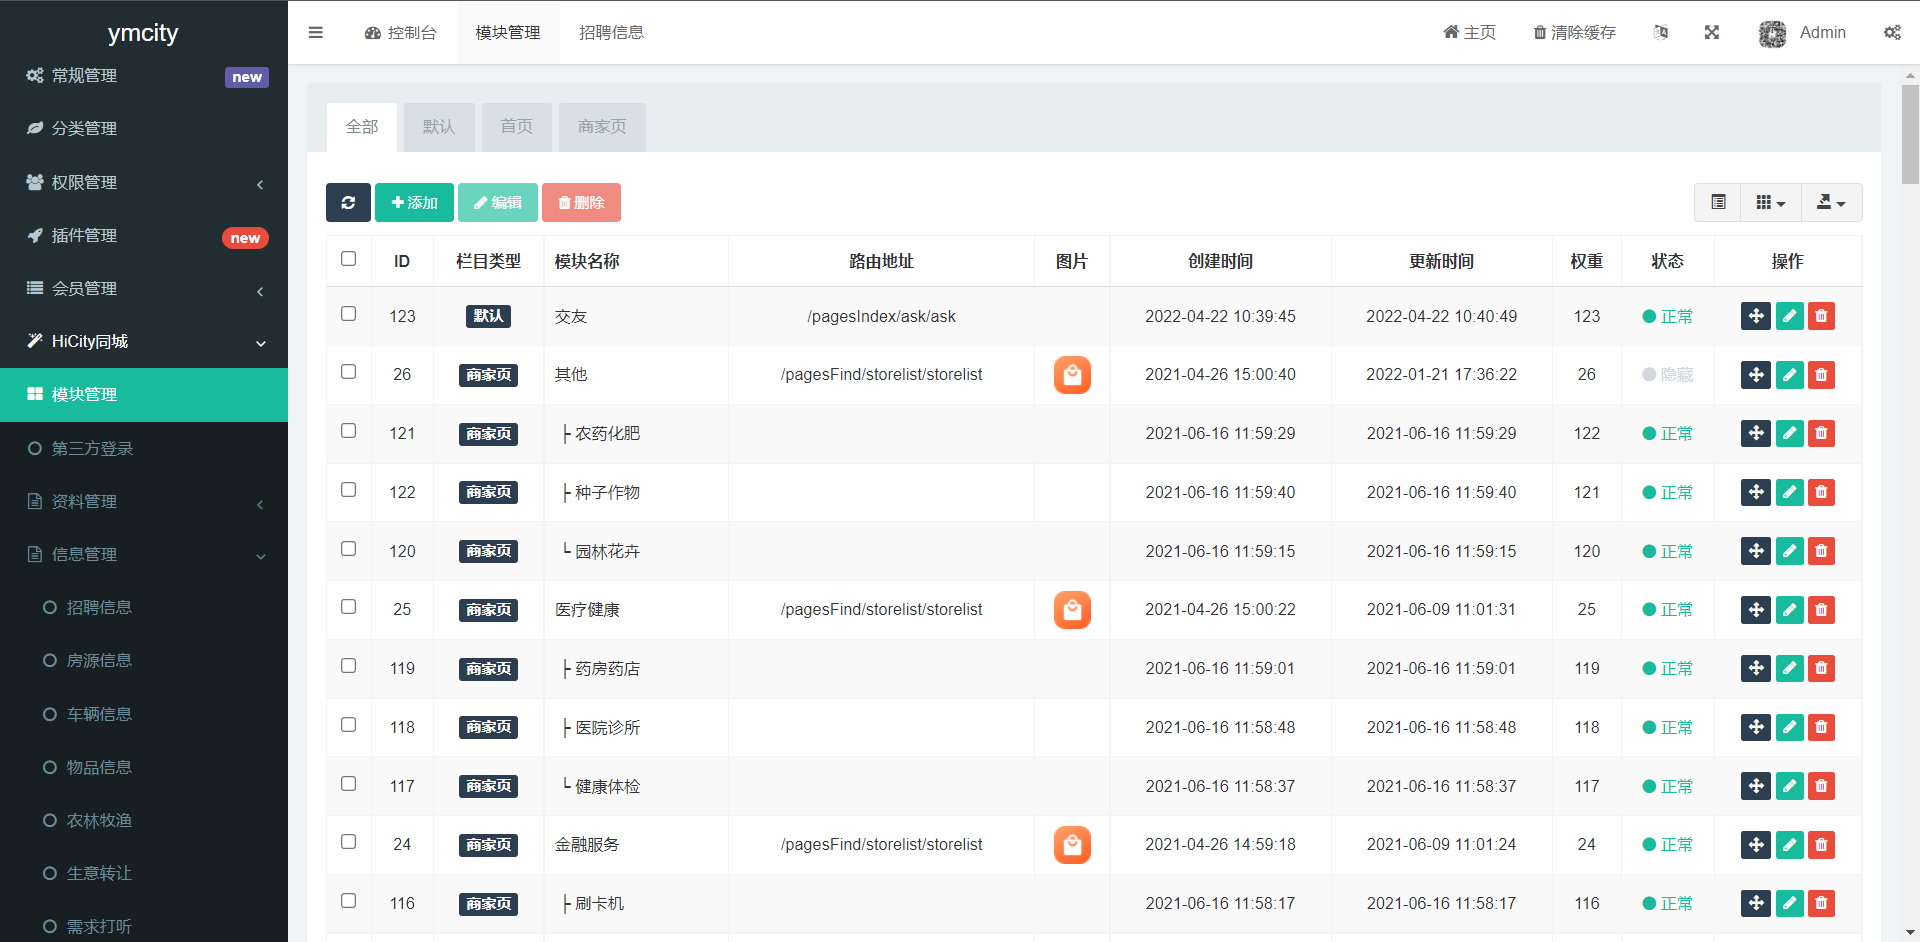 ymcity
控制台 模块管理 招聘信息 主页 清除缓存 Admin
常规管理 new
分类管理
权限管理
插件管理 new
会员管理
HiCity同城
模块管理
第三方登录
资料管理
信息管理
招聘信息
房源信息
车辆信息
物品信息
农林牧渔
生意转让
需求打听
全部 默认 首页 商家页
添加 编辑 删除
ID 栏目类型 模块名称 路由地址 图片 创建时间 更新时间 权重 状态 操作
123 默认 交友 /pagesIndex/ask/ask 2022-04-22 10:39:45 2022-04-22 10:40:49 123 正常
26 商家页 其他 /pagesFind/storelist/storelist 2021-04-26 15:00:40 2022-01-21 17:36:22 26 隐藏
121 商家页 ├ 农药化肥 2021-06-16 11:59:29 2021-06-16 11:59:29 122 正常
122 商家页 ├ 种子作物 2021-06-16 11:59:40 2021-06-16 11:59:40 121 正常
120 商家页 └ 园林花卉 2021-06-16 11:59:15 2021-06-16 11:59:15 120 正常
25 商家页 医疗健康 /pagesFind/storelist/storelist 2021-04-26 15:00:22 2021-06-09 11:01:31 25 正常
119 商家页 ├ 药房药店 2021-06-16 11:59:01 2021-06-16 11:59:01 119 正常
118 商家页 ├ 医院诊所 2021-06-16 11:58:48 2021-06-16 11:58:48 118 正常
117 商家页 └ 健康体检 2021-06-16 11:58:37 2021-06-16 11:58:37 117 正常
24 商家页 金融服务 /pagesFind/storelist/storelist 2021-04-26 14:59:18 2021-06-09 11:01:24 24 正常
116 商家页 ├ 刷卡机 2021-06-16 11:58:17 2021-06-16 11:58:17 116 正常